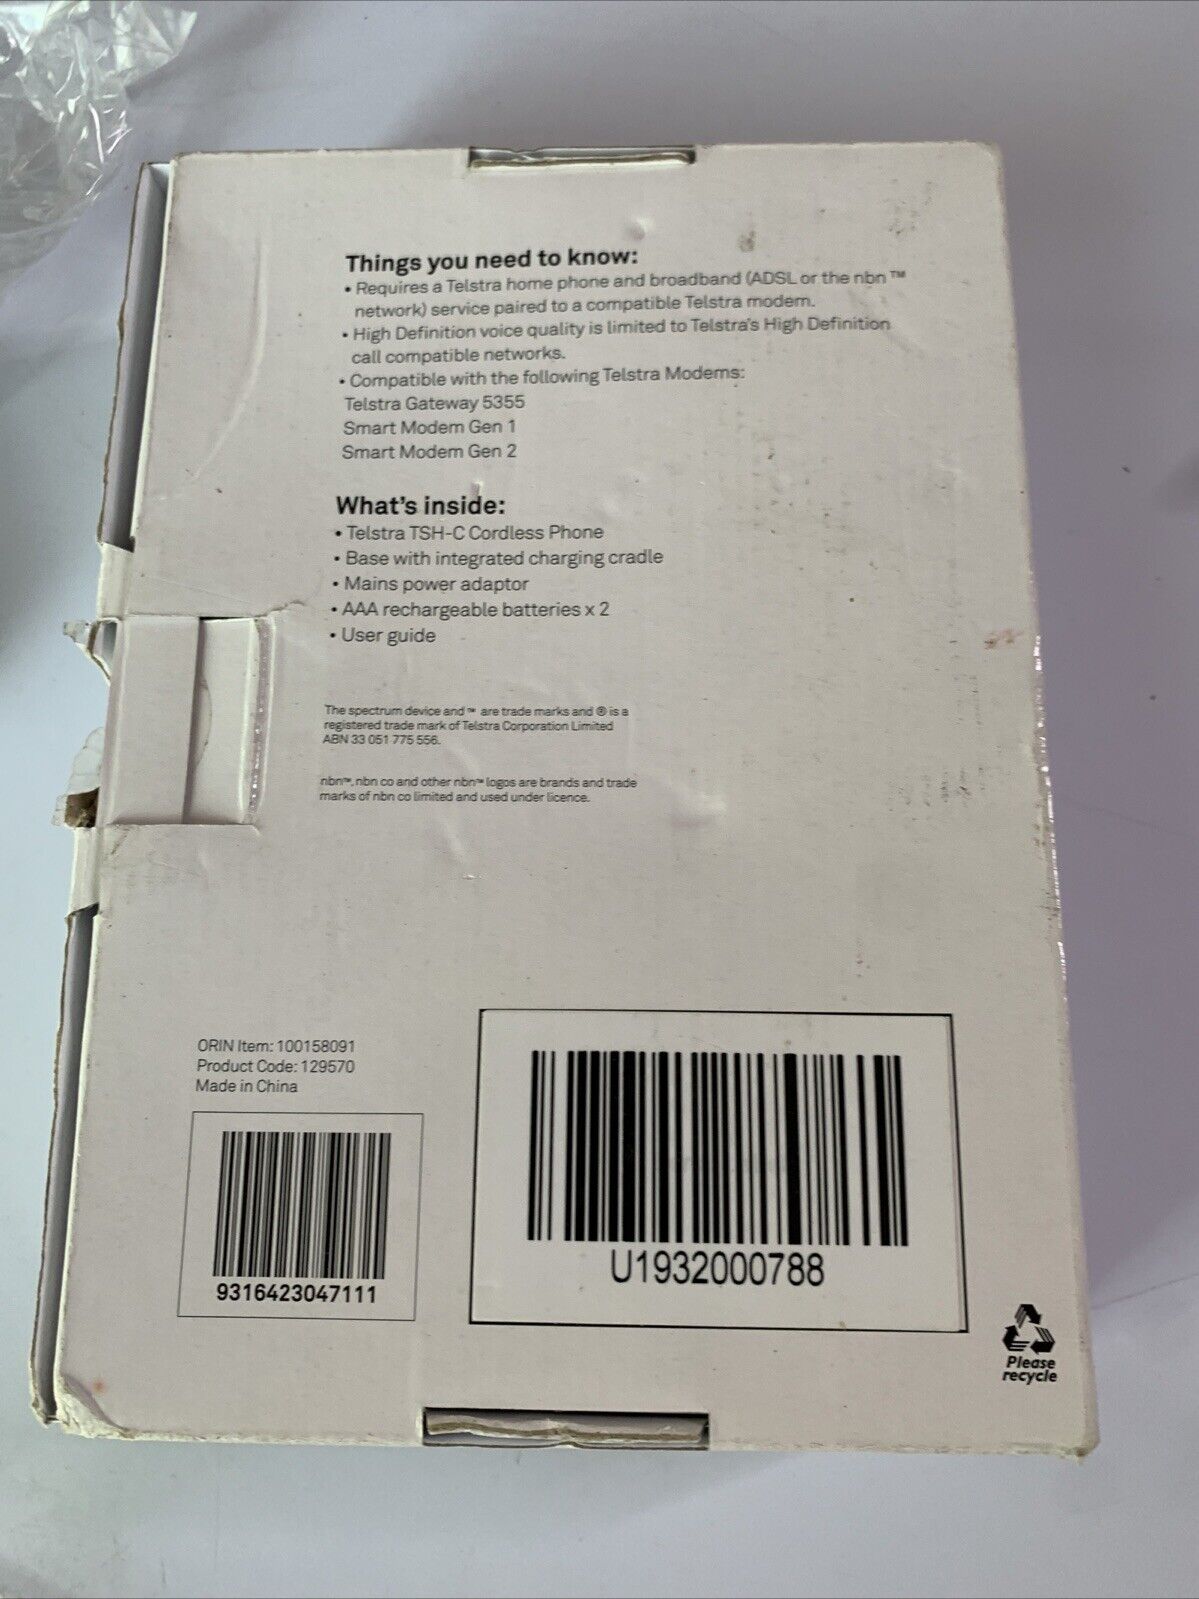 Things you need to know:
• Requires a Telstra home phone and broadband (ADSL or the nbn™
network) service paired to a compatible Telstra modem.
• High Definition voice quality is limited to Telstra's High Definition
call compatible networks.
• Compatible with the following Telstra Modems:
Telstra Gateway 5355
Smart Modem Gen 1
Smart Modem Gen 2
What's inside:
• Telstra TSH-C Cordless Phone
• Base with integrated charging cradle
• Mains power adaptor
• AAA rechargeable batteries x 2
• User guide
The spectrum device and ™ are trade marks and ® is a
registered trade mark of Telstra Corporation Limited
ABN 33 051 775 556.
nbn™, nbn co and other nbn™ logos are brands and trade
marks of nbn co limited and used under licence.
ORIN Item: 100158091
Product Code: 129570
Made in China
9316423047111
U1932000788
Please
recycle